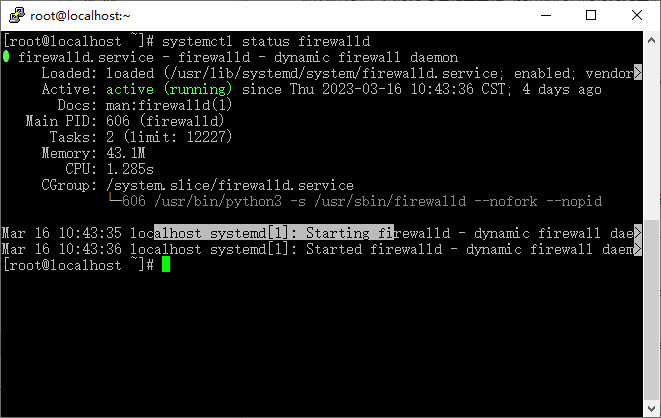 root@localhost:~
[root@localhost ~]# systemctl status firewalld
● firewalld.service - firewalld - dynamic firewall daemon
Loaded: loaded (/usr/lib/systemd/system/firewalld.service; enabled; vendor>
Active: active (running) since Thu 2023-03-16 10:43:36 CST; 4 days ago
Docs: man:firewalld(1)
Main PID: 606 (firewalld)
Tasks: 2 (limit: 12227)
Memory: 43.1M
CPU: 1.285s
CGroup: /system.slice/firewalld.service
└─606 /usr/bin/python3 -s /usr/sbin/firewalld --nofork --nopid
Mar 16 10:43:35 localhost systemd[1]: Starting firewalld - dynamic firewall dae>
Mar 16 10:43:36 localhost systemd[1]: Started firewalld - dynamic firewall daem>
[root@localhost ~]#